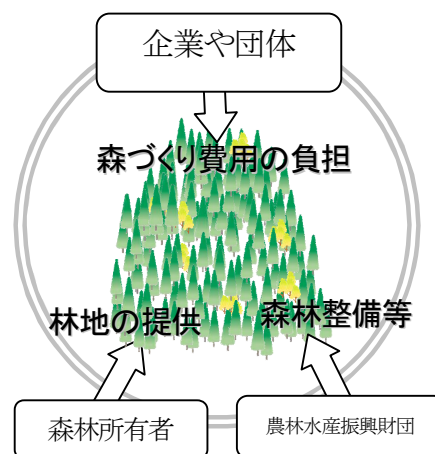 企業や団体
森づくり費用の負担
林地の提供
森林整備等
森林所有者
農林水産振興財団